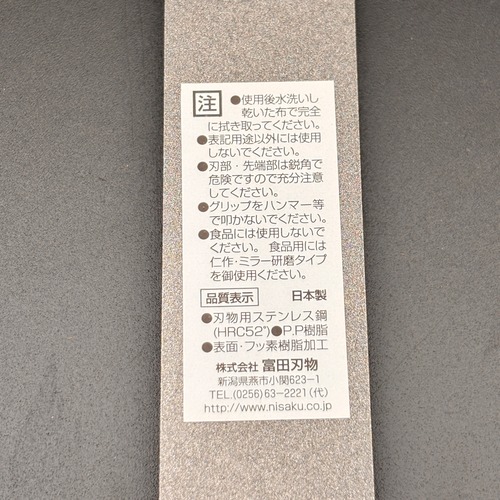 注 ●使用後水洗いし
乾いた布で完全
に拭き取ってください。
●表記用途以外には使用
しないでください。
●刃部・先端部は鋭角で
危険ですので充分注意
してください。
●グリップをハンマー等
で叩かないでください。
●食品には使用しないで
ください。 食品用には
仁作・ミラー研磨タイプ
を御使用ください。
品質表示 日本製
●刃物用ステンレス鋼
(HRC52°)●P.P樹脂
●表面・フッ素樹脂加工
株式会社 富田刃物
新潟県燕市小関623-1
TEL.(0256)63-2221(代)
http://www.nisaku.co.jp